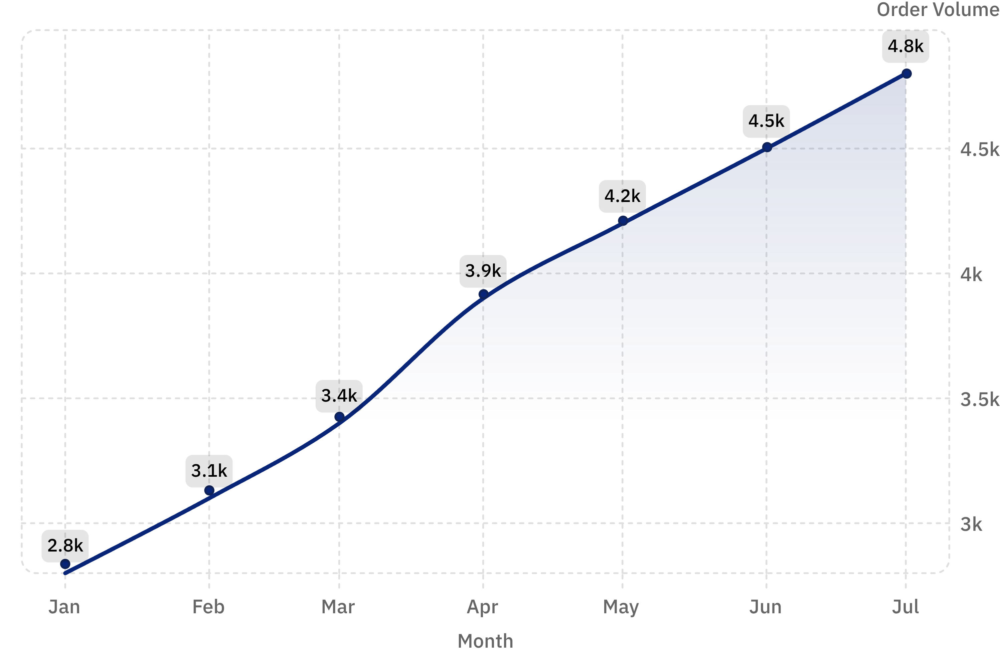 Order Volume
4.8k
4.5k
4.5k
4.2k
3.9k
4k
3.4k
3.5k
3.1k
3k
2.8k
Jan Feb Mar Apr May Jun Jul
Month